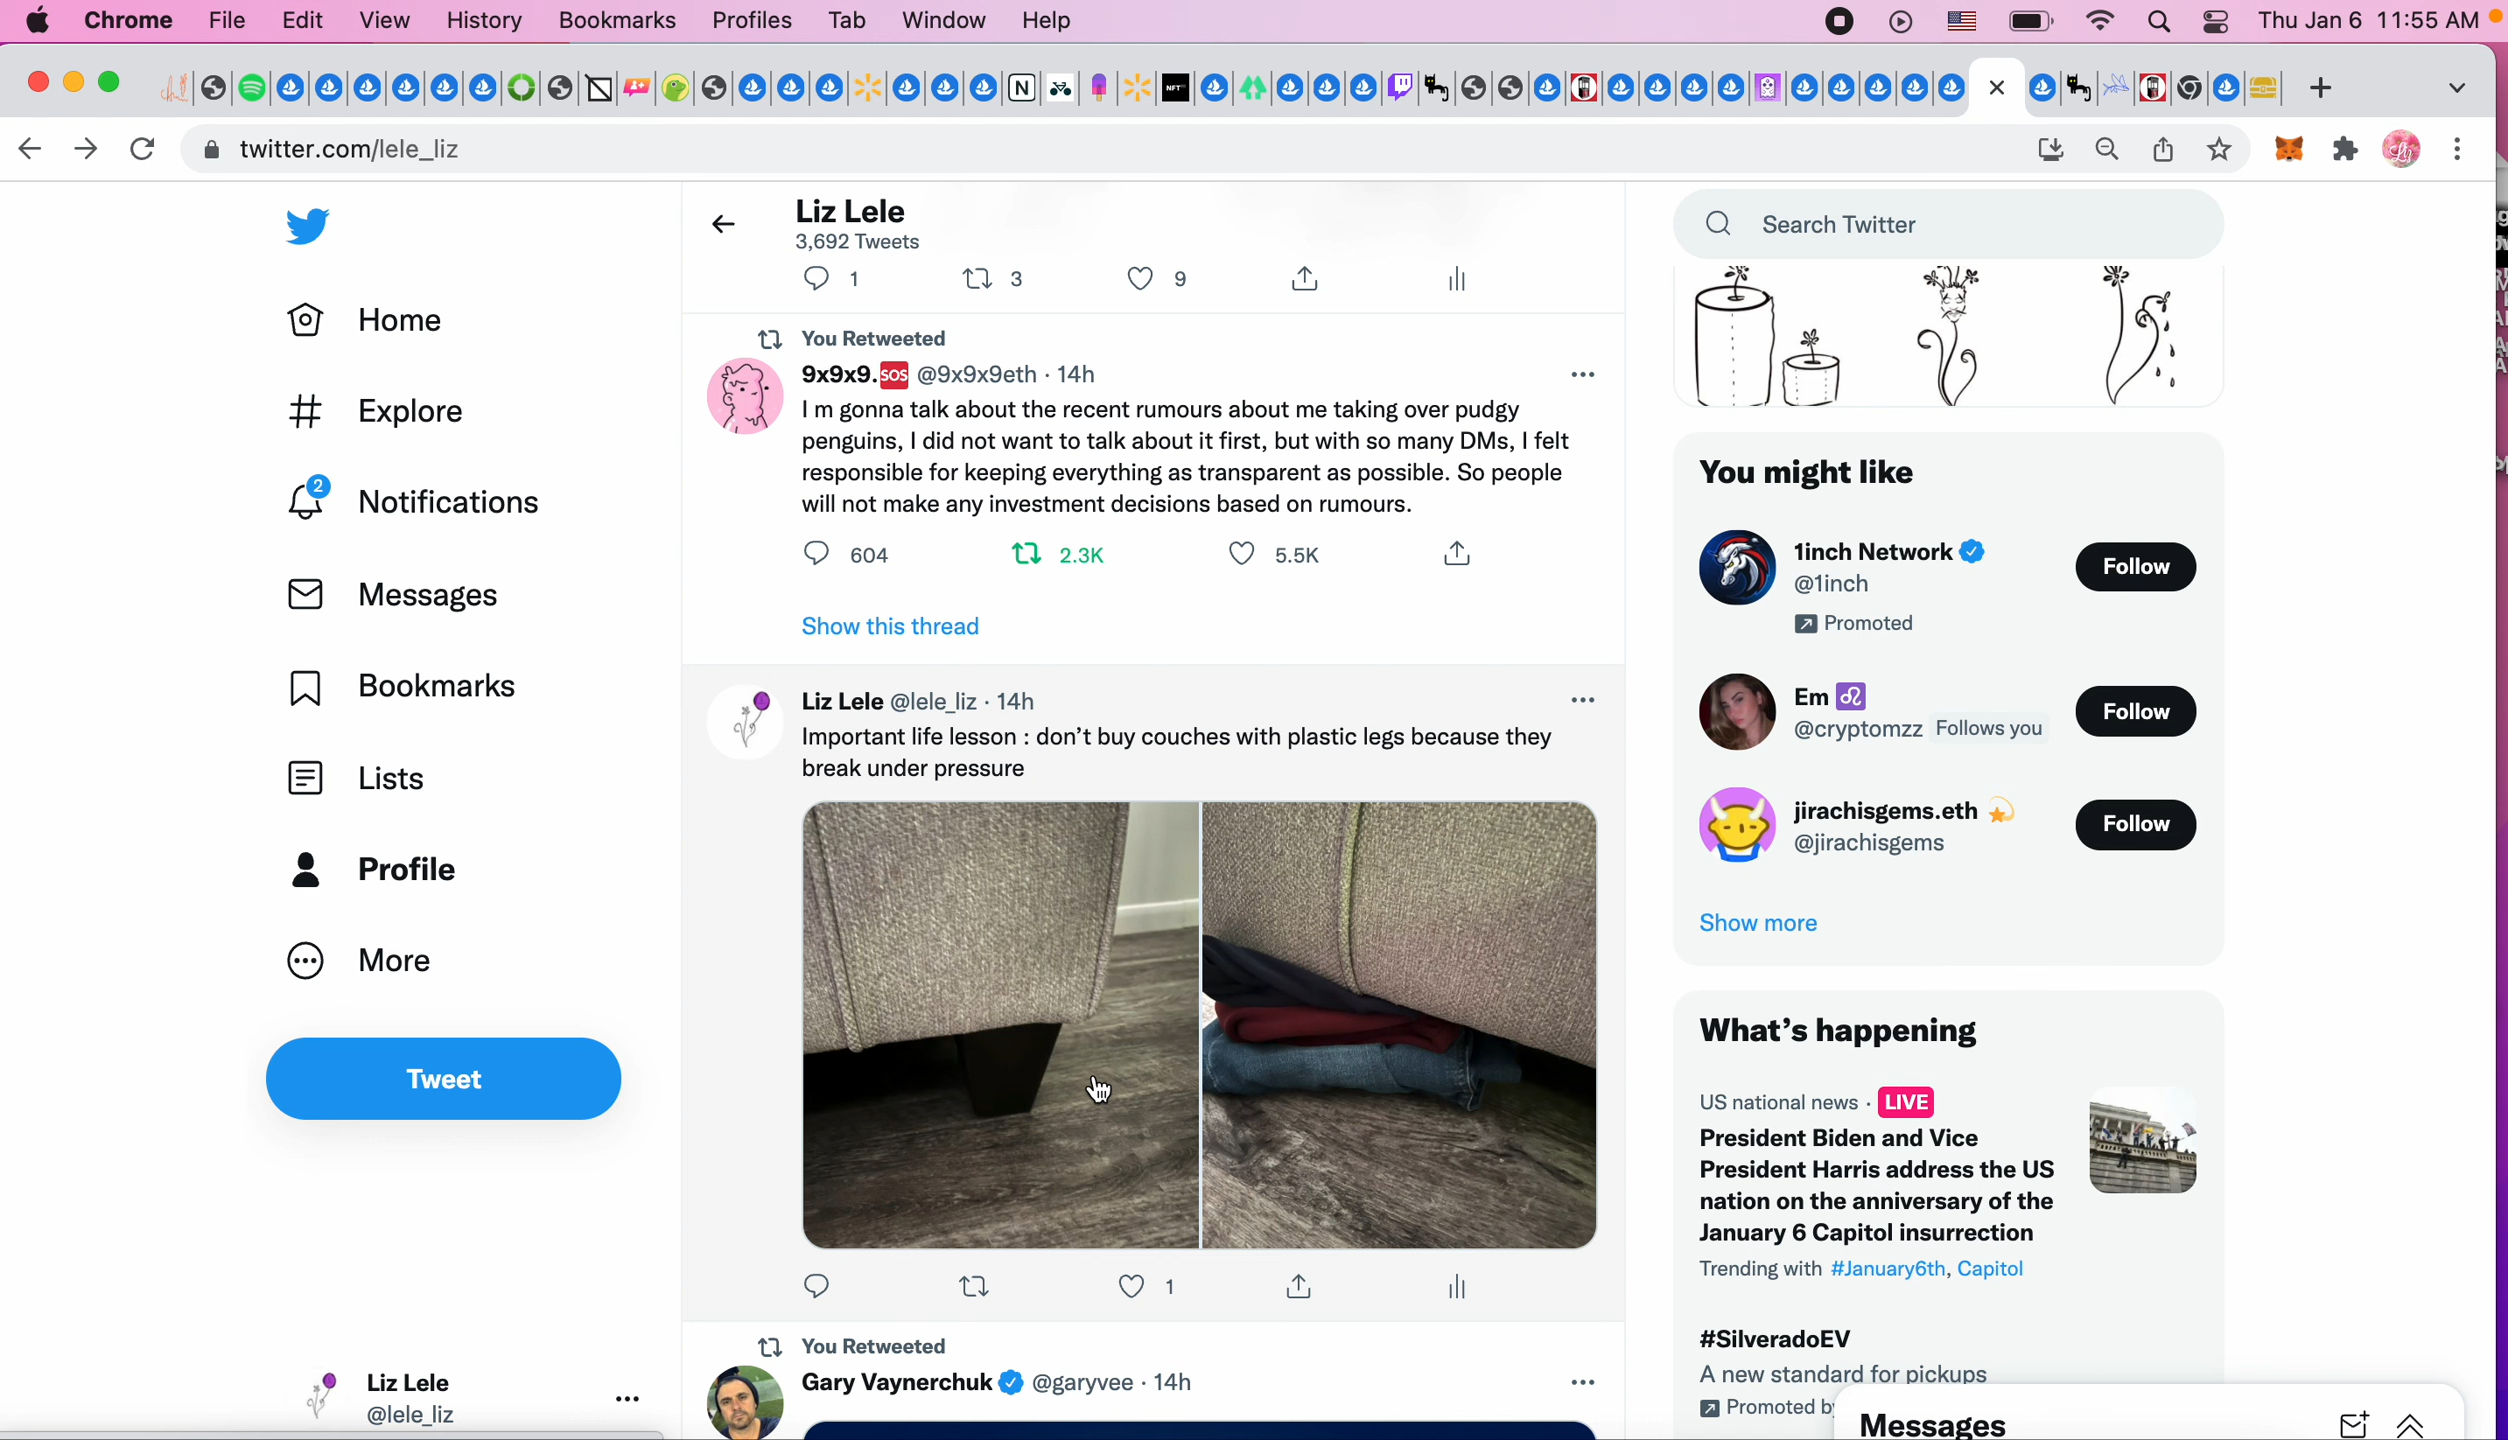 Chrome File Edit View History Bookmarks Profiles Tab Window Help Thu Jan 6 11:55 AM
twitter.com/lele_liz
Liz Lele
3,692 Tweets
1 3 9
Search Twitter
Home
Explore
2
Notifications
Messages
Bookmarks
Lists
Profile
More
Tweet
Liz Lele
@lele_liz
You Retweeted
9x9x9.SOS @9x9x9eth · 14h
I m gonna talk about the recent rumours about me taking over pudgy
penguins, I did not want to talk about it first, but with so many DMs, I felt
responsible for keeping everything as transparent as possible. So people
will not make any investment decisions based on rumours.
604 2.3K 5.5K
Show this thread
Liz Lele @lele_liz · 14h
Important life lesson : don't buy couches with plastic legs because they
break under pressure
1
You Retweeted
Gary Vaynerchuk @garyvee · 14h
You might like
1inch Network
@1inch
Promoted
Follow
Em
@cryptomzz Follows you
Follow
jirachisgems.eth
@jirachisgems
Follow
Show more
What's happening
US national news · LIVE
President Biden and Vice
President Harris address the US
nation on the anniversary of the
January 6 Capitol insurrection
Trending with #January6th, Capitol
#SilveradoEV
A new standard for pickups
Promoted by
Messages